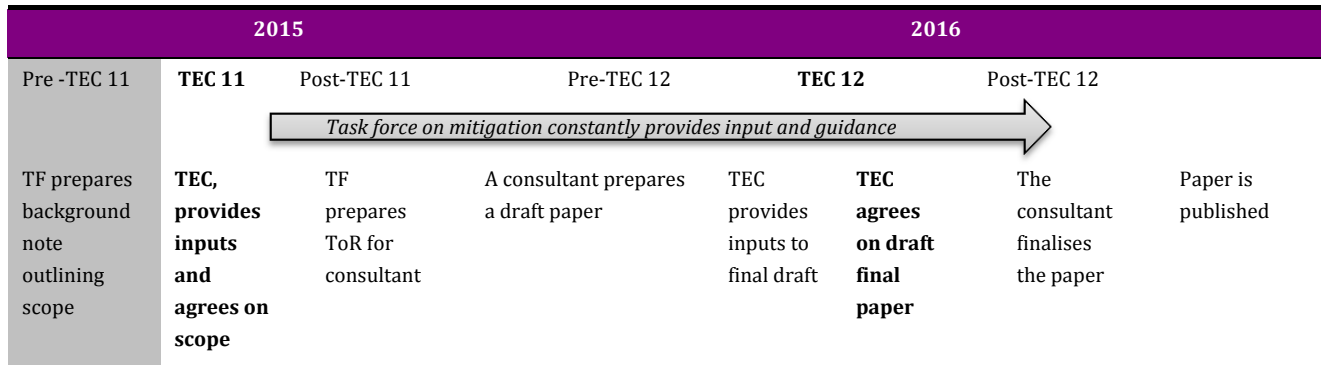 2015 2016
Pre -TEC 11 TEC 11 Post-TEC 11 Pre-TEC 12 TEC 12 Post-TEC 12
Task force on mitigation constantly provides input and guidance
TF prepares
background
note
outlining
scope
TEC,
provides
inputs
and
agrees on
scope
TF
prepares
ToR for
consultant
A consultant prepares
a draft paper
TEC
provides
inputs to
final draft
TEC
agrees
on draft
final
paper
The
consultant
finalises
the paper
Paper is
published